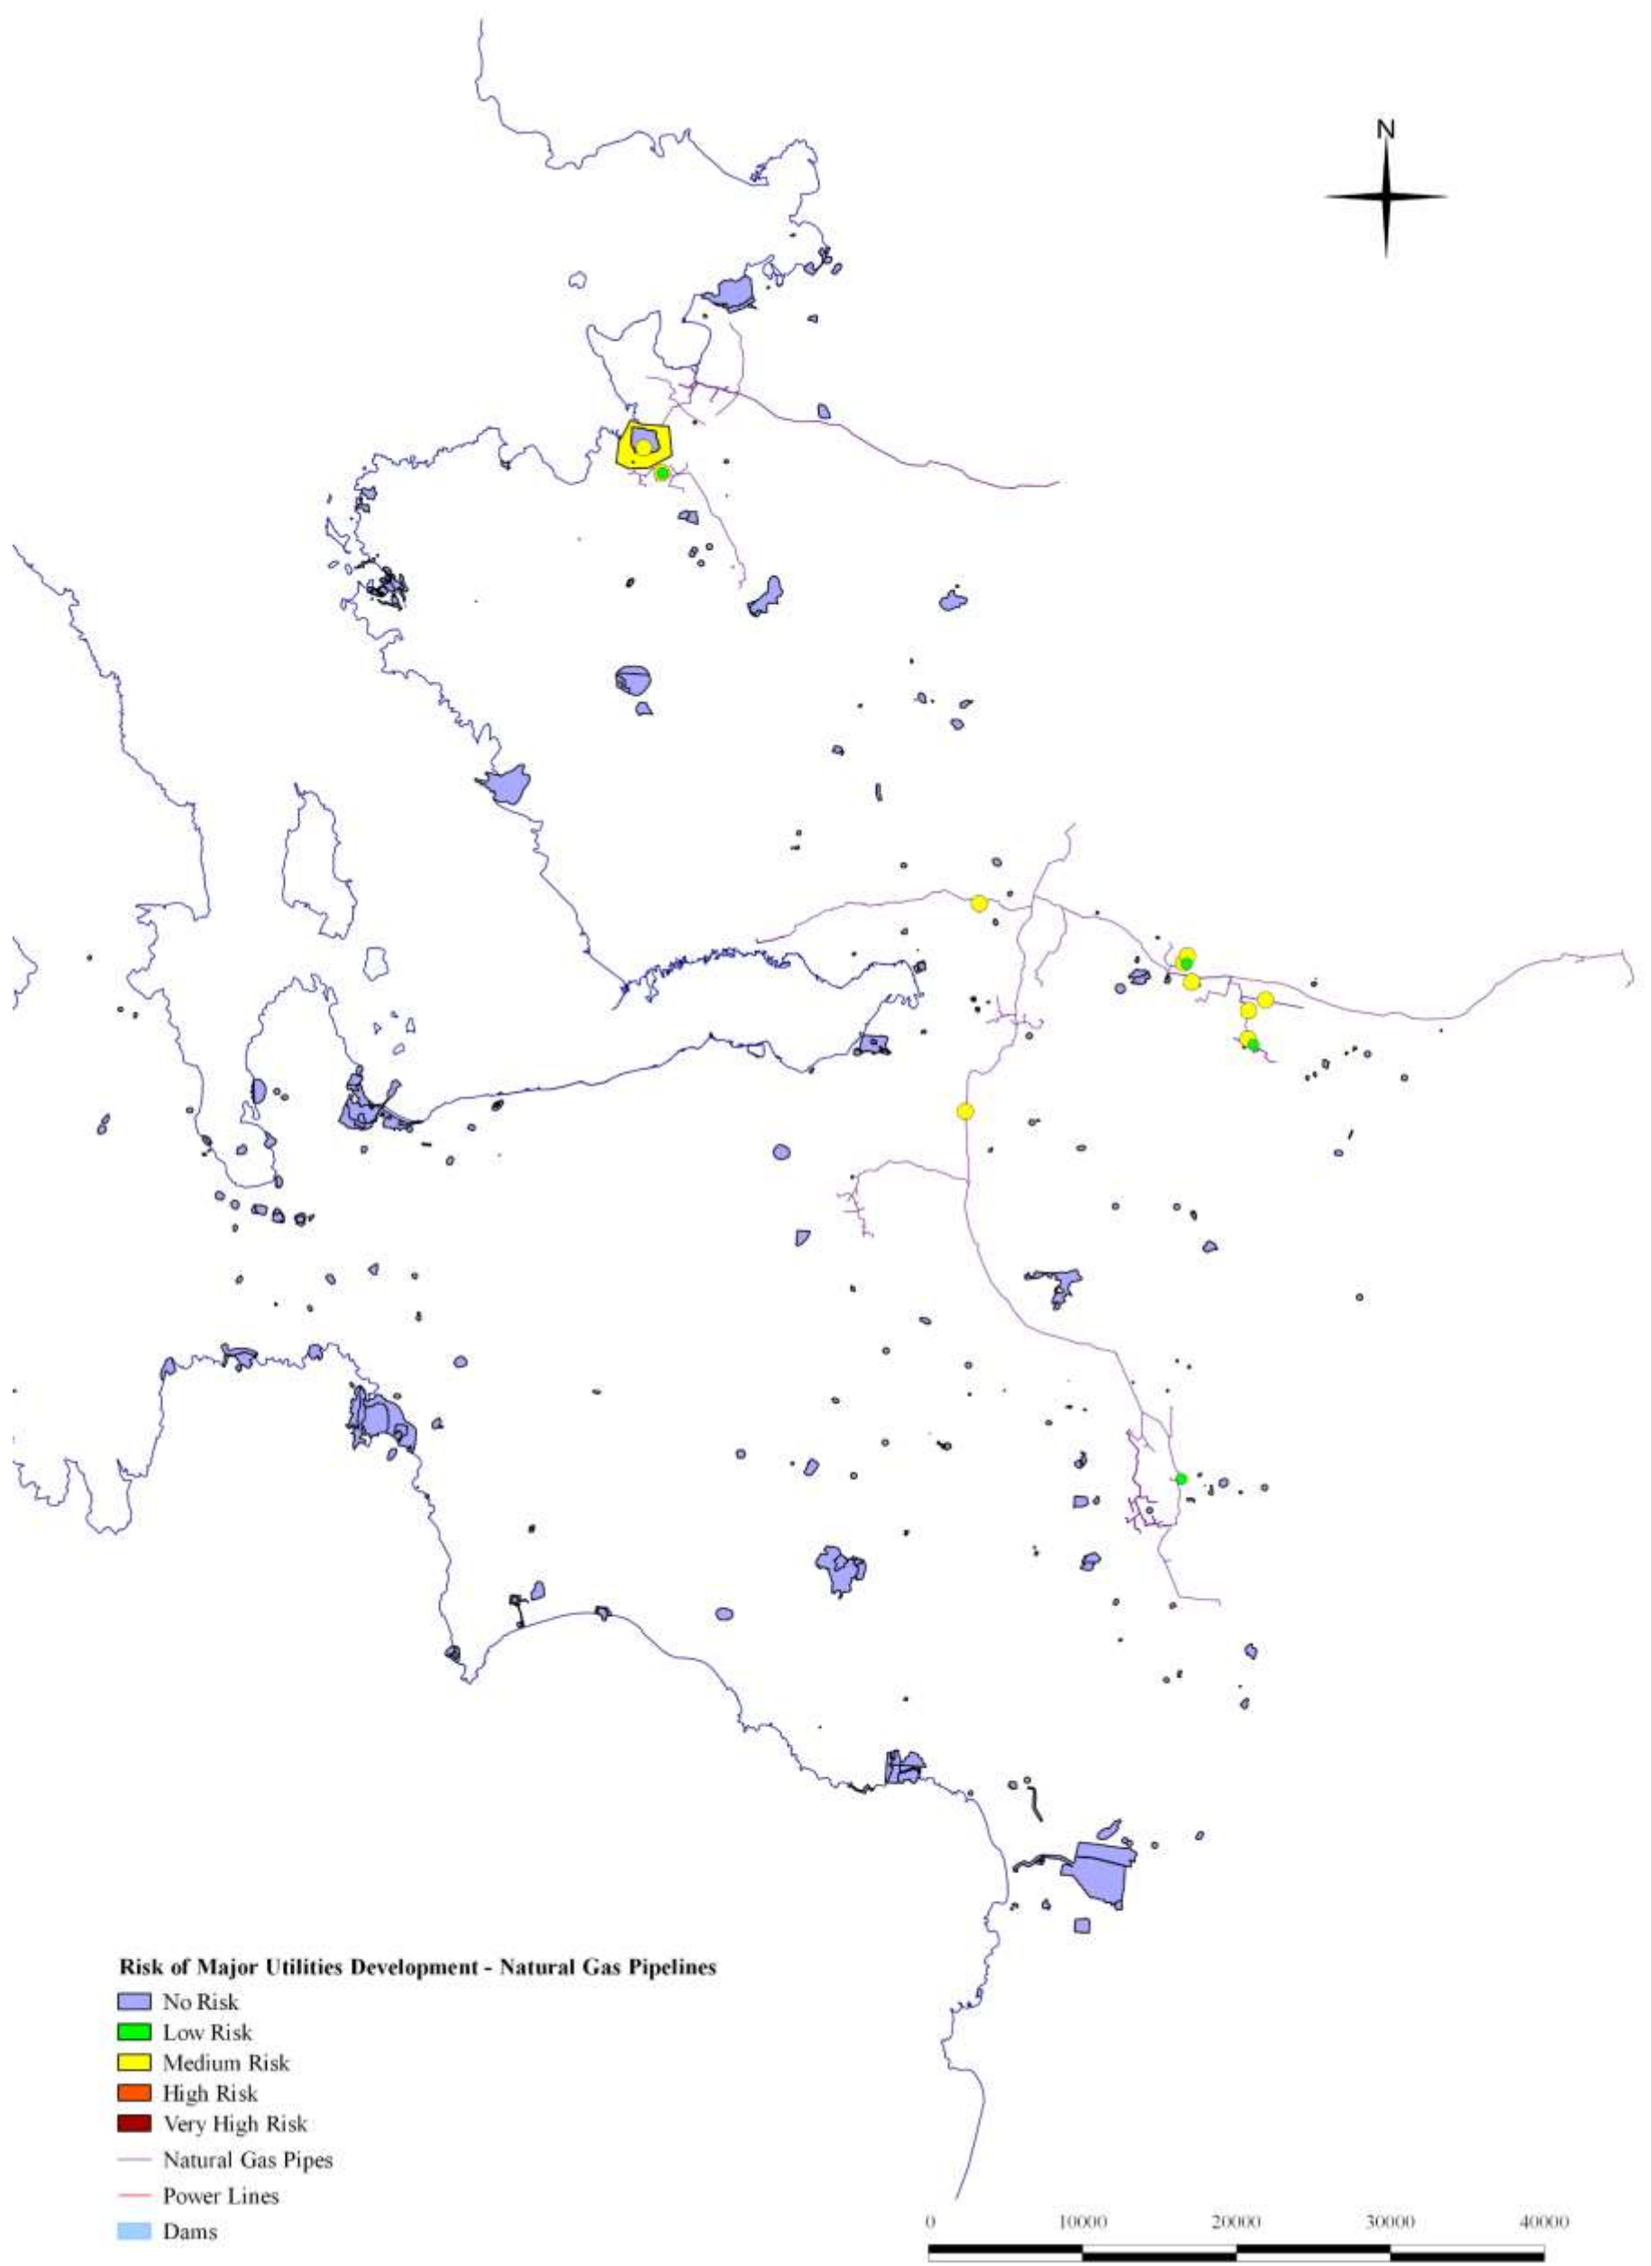 N
Risk of Major Utilities Development - Natural Gas Pipelines
No Risk
Low Risk
Medium Risk
High Risk
Very High Risk
Natural Gas Pipes
Power Lines
Dams
0 10000 20000 30000 40000